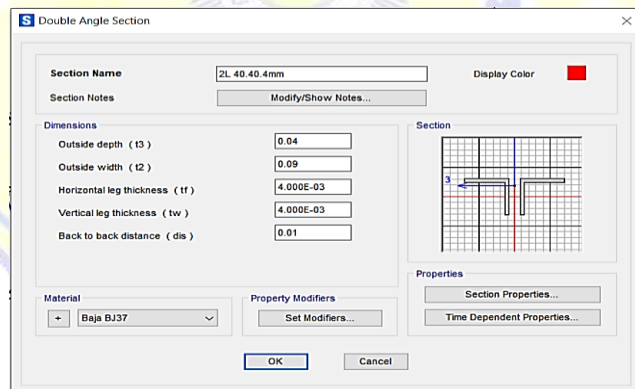 S Double Angle Section
Section Name 2L 40.40.4mm Display Color
Section Notes Modify/Show Notes...
Dimensions
Outside depth ( t3 ) 0.04
Outside width ( t2 ) 0.09
Horizontal leg thickness ( tf ) 4.000E-03
Vertical leg thickness ( tw ) 4.000E-03
Back to back distance ( dis ) 0.01
Section
3
Properties
Section Properties...
Time Dependent Properties...
Material
+ Baja BJ37
Property Modifiers
Set Modifiers...
OK Cancel